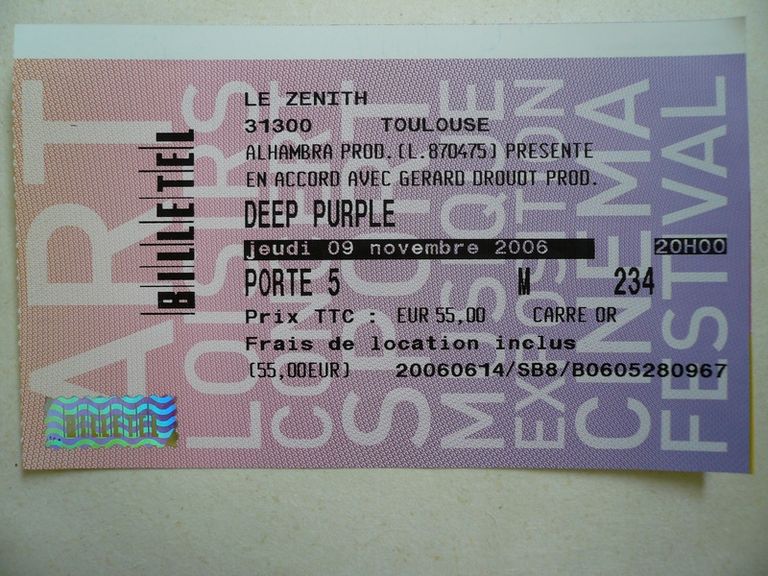 LE ZENITH
31300 TOULOUSE
ALHAMBRA PROD.(L.870475) PRESENTE
EN ACCORD AVEC GERARD DROUOT PROD.
DEEP PURPLE
jeudi 09 novembre 2006 20H00
PORTE 5 M 234
Prix TTC : EUR 55,00 CARRE OR
Frais de location inclus
(55,00EUR) 20060614/SB8/B0605280967
BILLETEL
ART
LOISIRS
SPORT
MUSIQUE
EXPOSITION
CINEMA
FESTIVAL